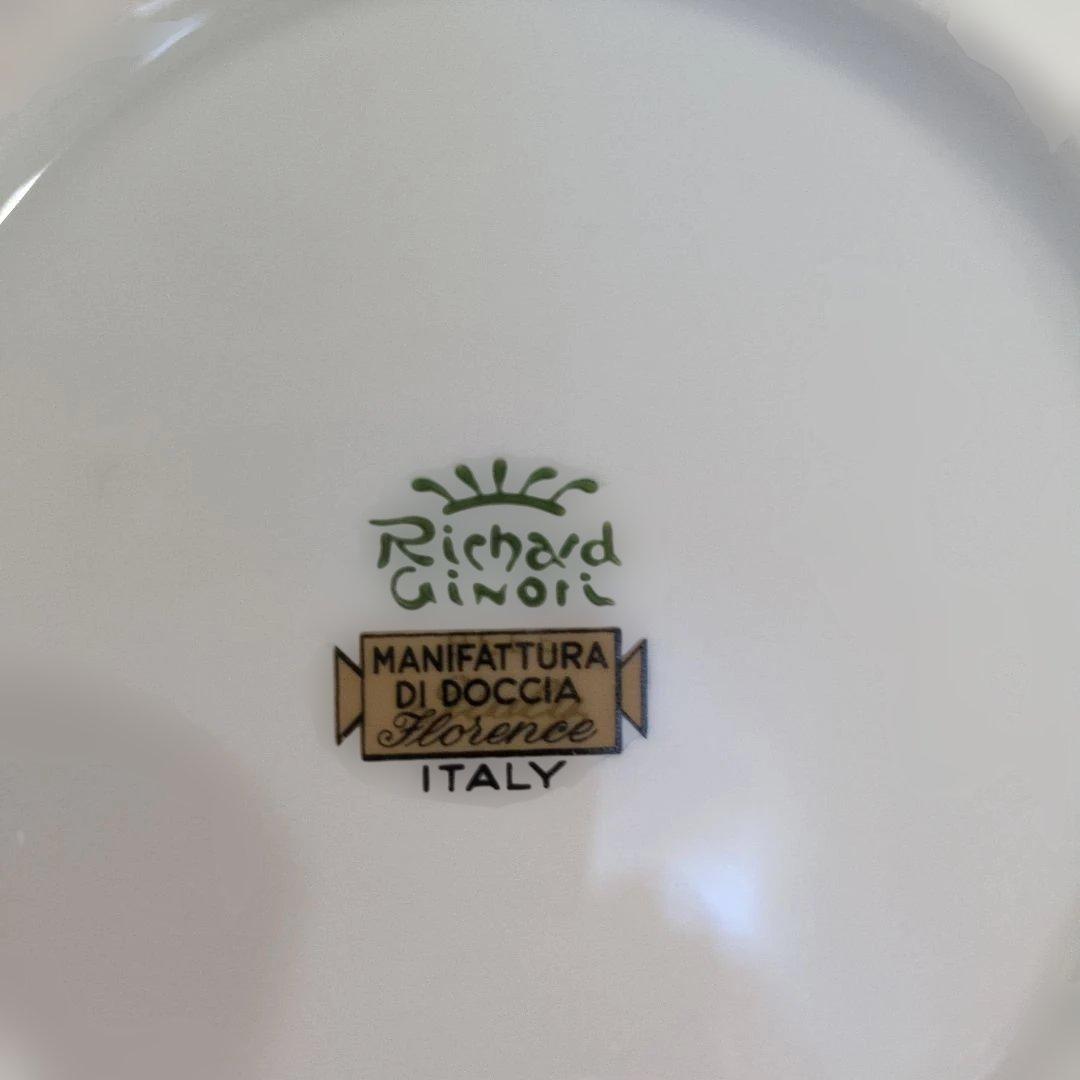 Richard
Ginori
MANIFATTURA
DI DOCCIA
Florence
ITALY